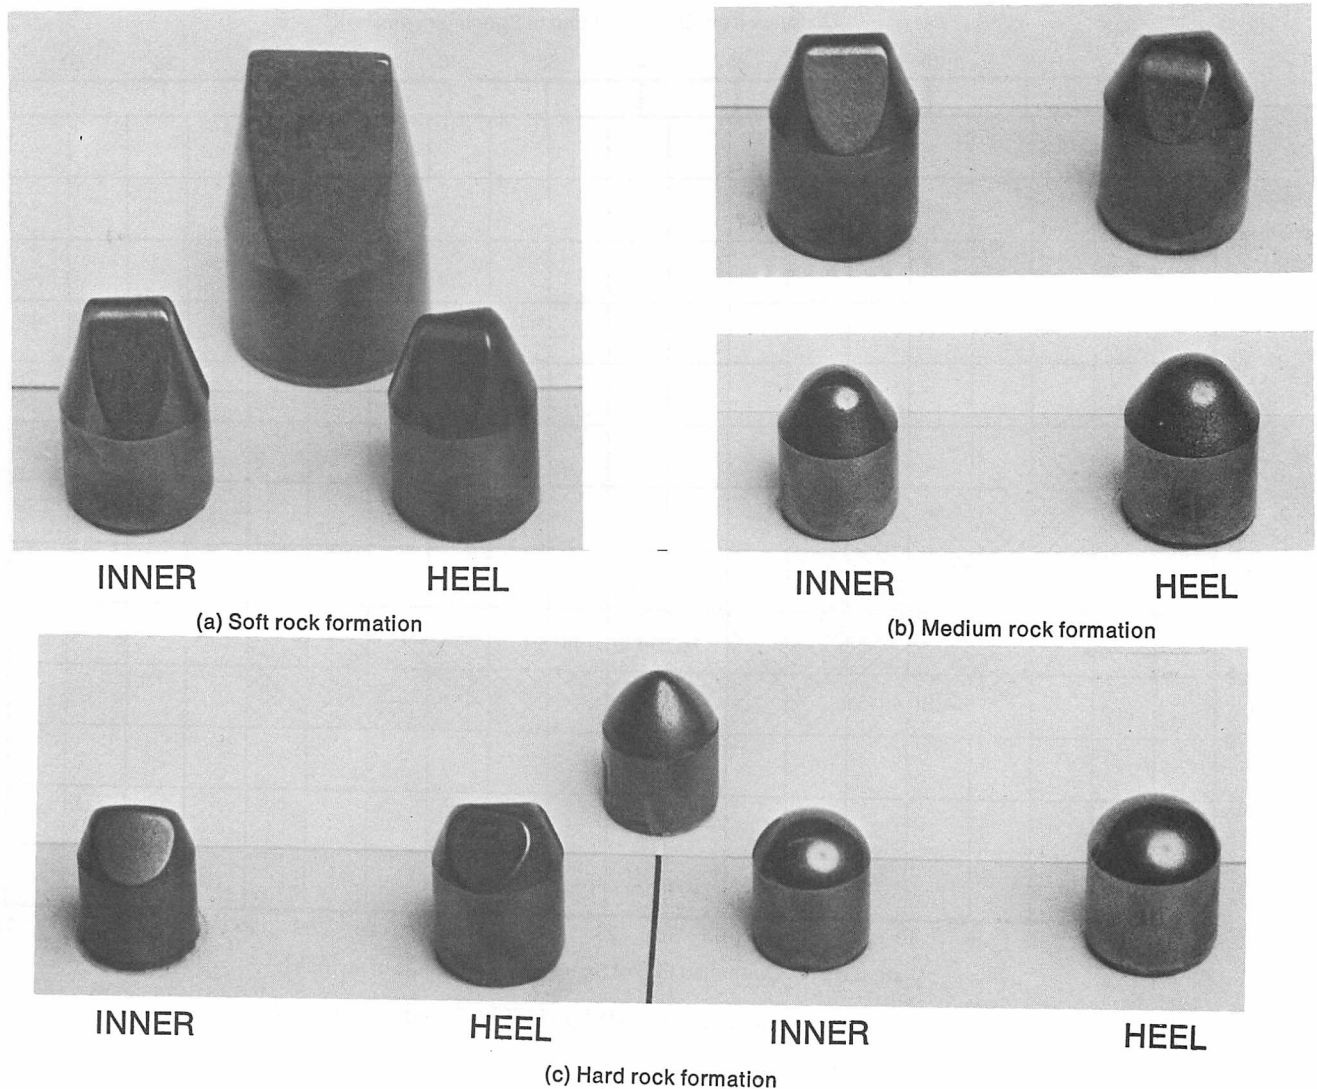 INNER HEEL
(a) Soft rock formation
INNER HEEL
(b) Medium rock formation
INNER HEEL INNER HEEL
(c) Hard rock formation